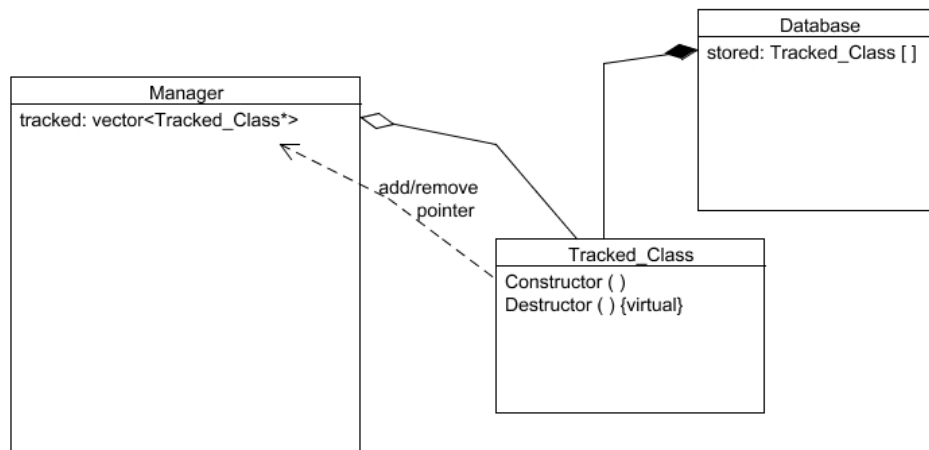 Database
stored: Tracked_Class [ ]
Manager
tracked: vector<Tracked_Class*>
add/remove
pointer
Tracked_Class
Constructor ( )
Destructor ( ) {virtual}